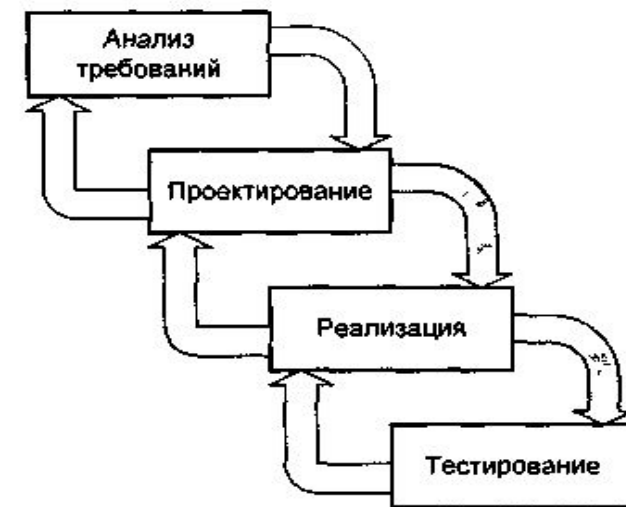 Анализ
требований
Проектирование
Реализация
Тестирование